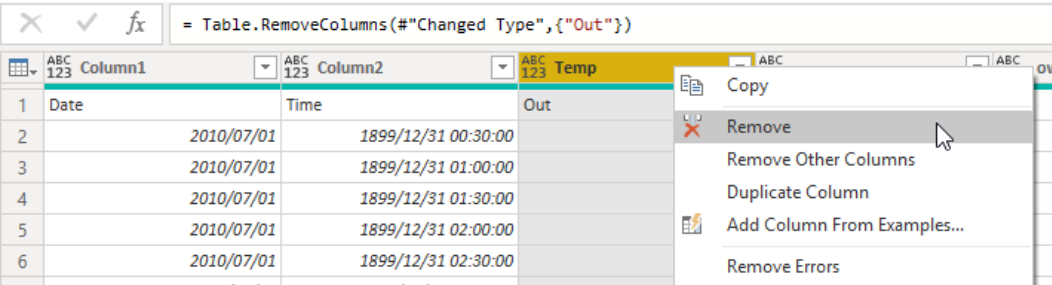 fx = Table.RemoveColumns(#"Changed Type",{"Out"})
ABC 123 Column1 ABC 123 Column2 ABC 123 Temp ABC ABC
1 Date Time Out
2 2010/07/01 1899/12/31 00:30:00
3 2010/07/01 1899/12/31 01:00:00
4 2010/07/01 1899/12/31 01:30:00
5 2010/07/01 1899/12/31 02:00:00
6 2010/07/01 1899/12/31 02:30:00
Copy
Remove
Remove Other Columns
Duplicate Column
Add Column From Examples...
Remove Errors